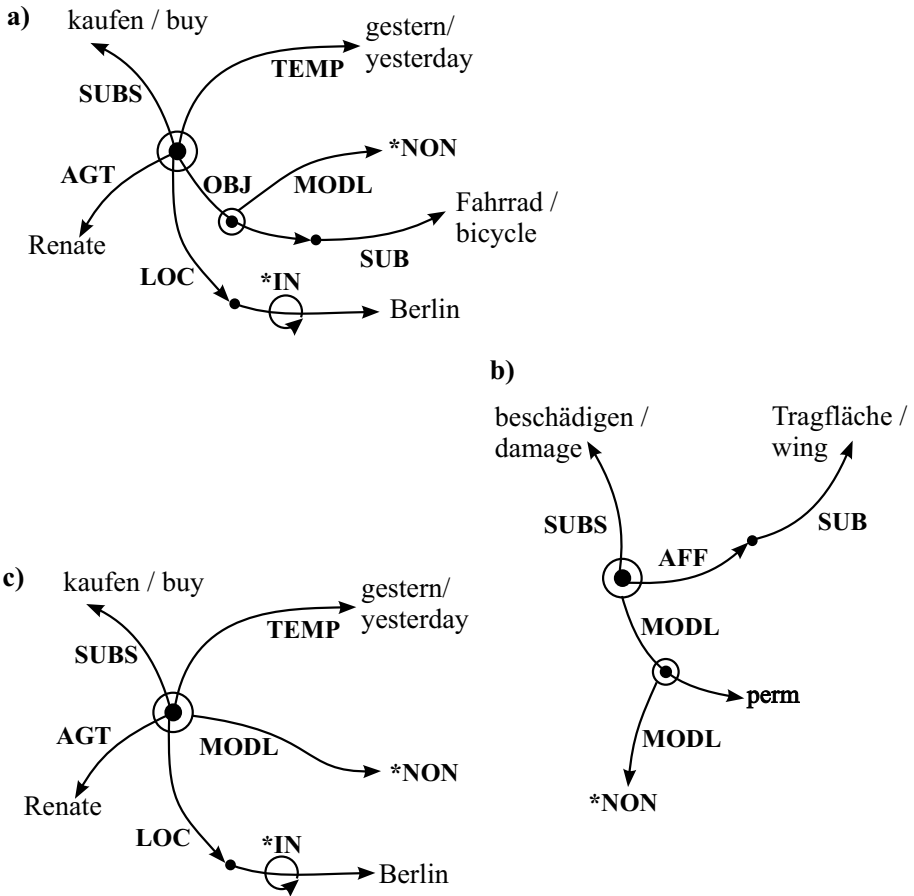 a)
kaufen / buy
gestern/
yesterday
TEMP
SUBS
*NON
AGT
OBJ
MODL
Fahrrad /
bicycle
Renate
SUB
LOC
*IN
Berlin
b)
beschädigen /
damage
Tragfläche /
wing
SUBS
SUB
AFF
MODL
perm
MODL
*NON
c)
kaufen / buy
gestern/
yesterday
TEMP
SUBS
AGT
MODL
*NON
Renate
LOC
*IN
Berlin